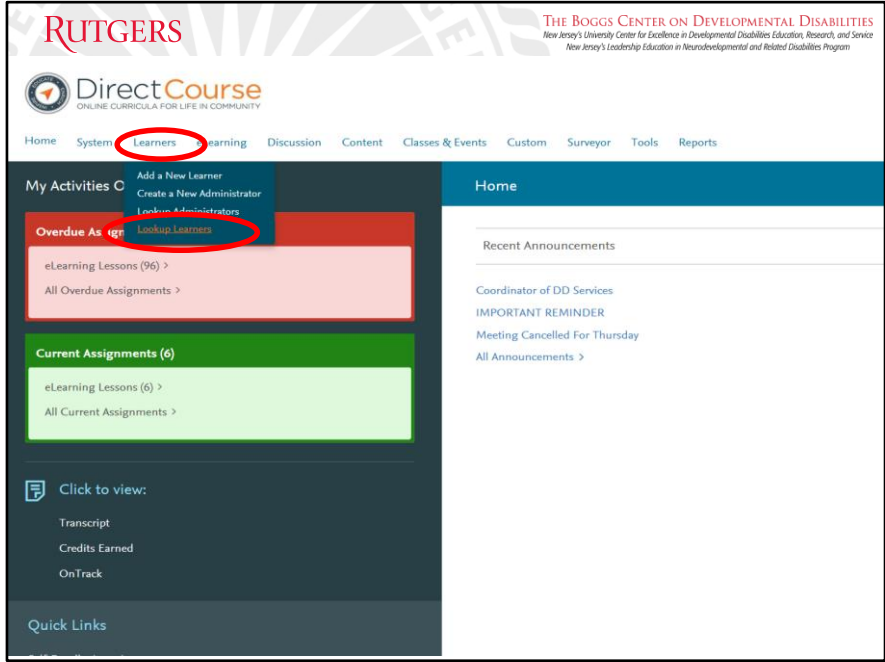 RUTGERS
THE BOGGS CENTER ON DEVELOPMENTAL DISABILITIES
New Jersey's University Center for Excellence in Developmental Disabilities Education, Research, and Service
New Jersey's Leadership Education in Neurodevelopmental and Related Disabilities Program
DirectCourse
ONLINE CURRICULA FOR LIFE IN COMMUNITY
Home System Learners eLearning Discussion Content Classes & Events Custom Surveyor Tools Reports
Add a New Learner
Create a New Administrator
Lookup Administrators
Lookup Learners
My Activities O
Overdue Assign
eLearning Lessons (96) >
All Overdue Assignments >
Current Assignments (6)
eLearning Lessons (6) >
All Current Assignments >
Click to view:
Transcript
Credits Earned
OnTrack
Quick Links
Home
Recent Announcements
Coordinator of DD Services
IMPORTANT REMINDER
Meeting Cancelled For Thursday
All Announcements >